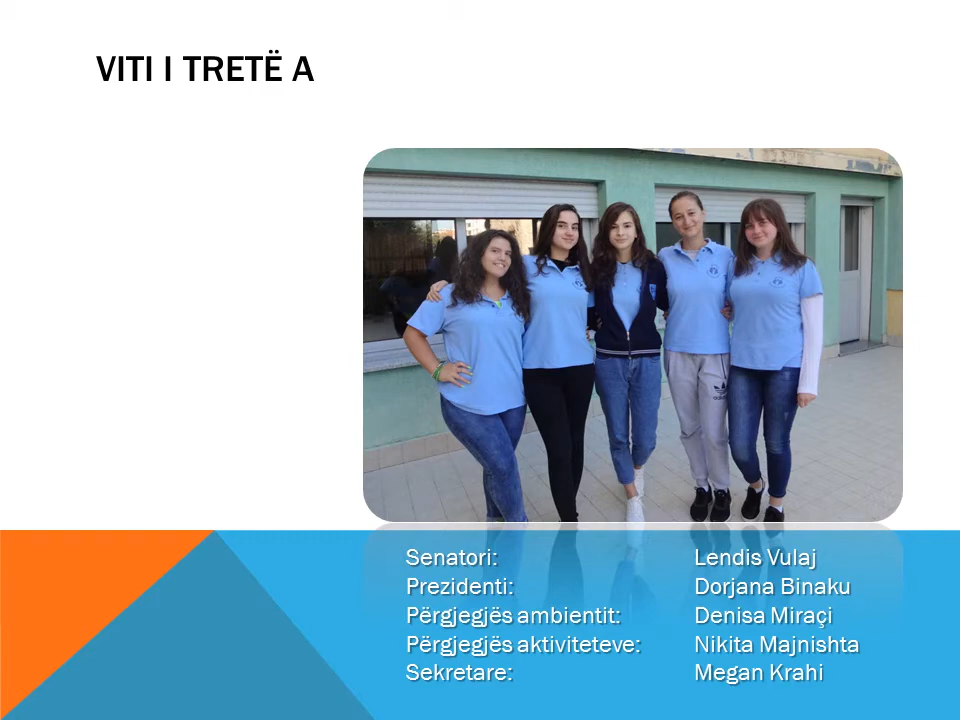 VITI I TRETË A
Senatori: Lendis Vulaj
Prezidenti: Dorjana Binaku
Përgjegjës ambientit: Denisa Miraçi
Përgjegjës aktiviteteve: Nikita Majnishta
Sekretare: Megan Krahi